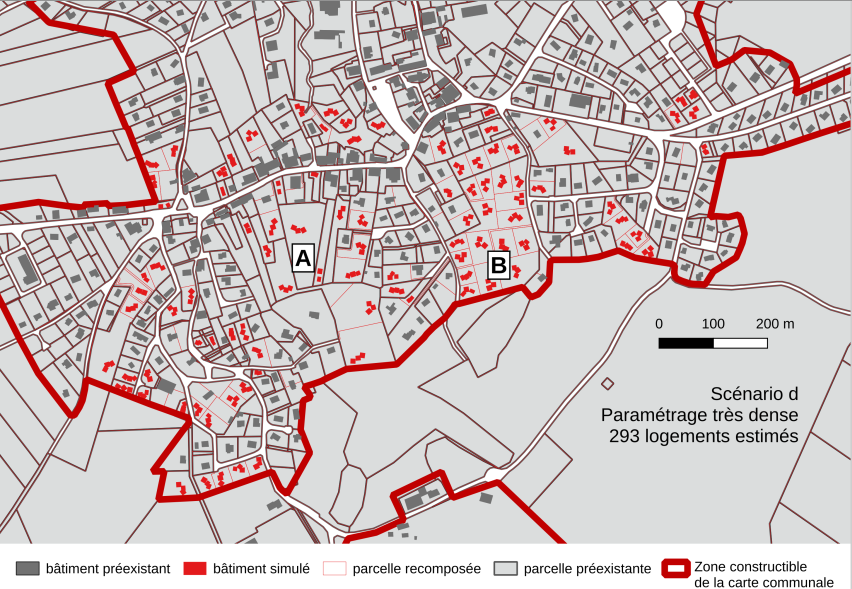 A
B
0 100 200 m
Scénario d
Paramétrage très dense
293 logements estimés
bâtiment préexistant bâtiment simulé parcelle recomposée parcelle préexistante Zone constructible
de la carte communale